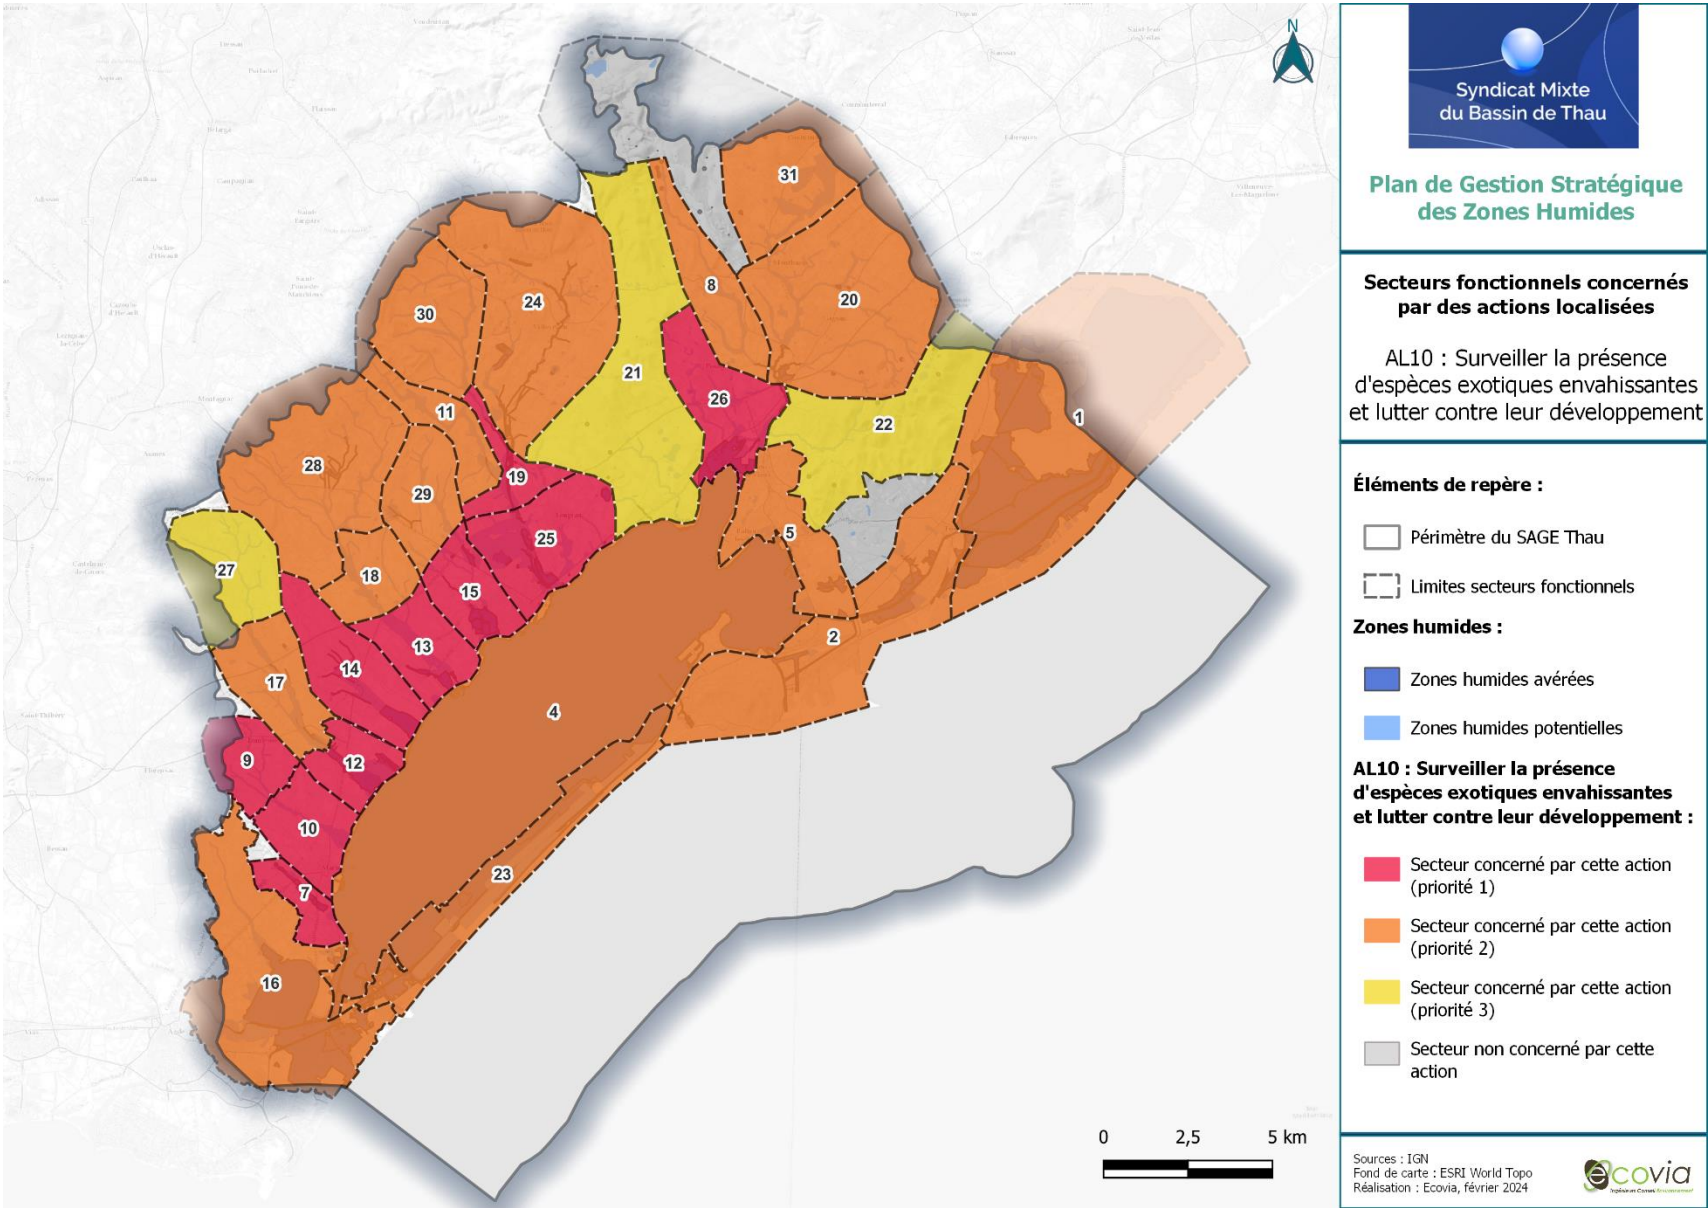 N
31
8
20
24
30
21
26
11
1
22
28
19
29
25
5
27
18
15
2
13
14
17
4
12
9
10
23
7
16
0 2,5 5 km
Syndicat Mixte
du Bassin de Thau
Plan de Gestion Stratégique
des Zones Humides
Secteurs fonctionnels concernés
par des actions localisées
AL10 : Surveiller la présence
d'espèces exotiques envahissantes
et lutter contre leur développement
Éléments de repère :
Périmètre du SAGE Thau
Limites secteurs fonctionnels
Zones humides :
Zones humides avérées
Zones humides potentielles
AL10 : Surveiller la présence
d'espèces exotiques envahissantes
et lutter contre leur développement :
Secteur concerné par cette action
(priorité 1)
Secteur concerné par cette action
(priorité 2)
Secteur concerné par cette action
(priorité 3)
Secteur non concerné par cette
action
Sources : IGN
Fond de carte : ESRI World Topo
Réalisation : Ecovia, février 2024
ecovia